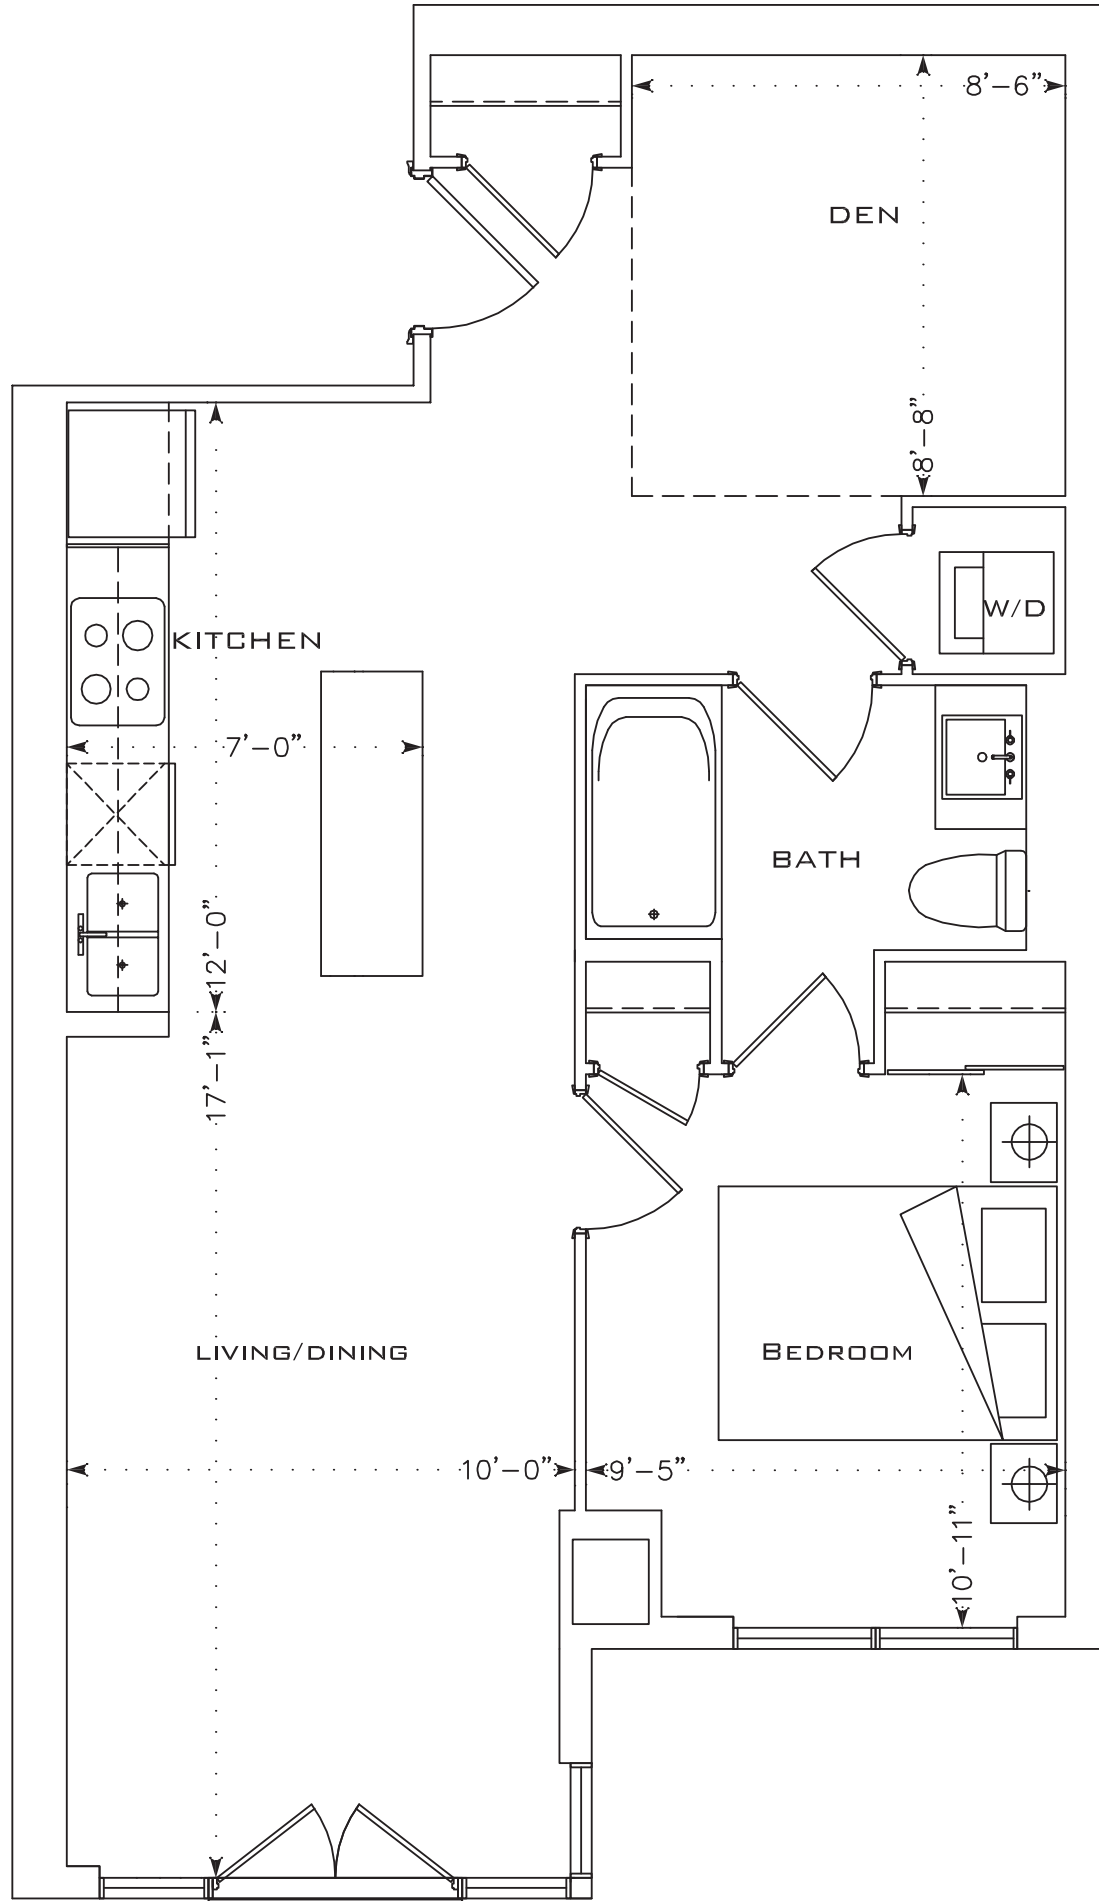 8'-6"
DEN
8'-8"
W/D
KITCHEN
7'-0"
BATH
12'-0"
17'-1"
LIVING/DINING
BEDROOM
10'-0"
9'-5"
10'-11"